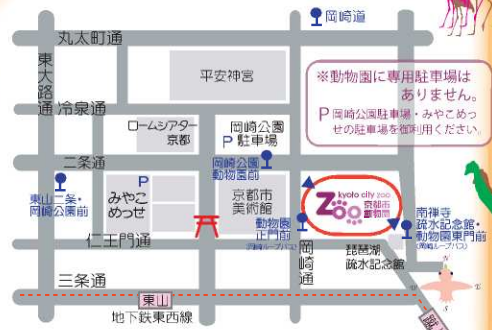 岡崎道
丸太町通
東大路通
平安神宮
※動物園に専用駐車場は
ありません。
P 岡崎公園駐車場・みやこめっ
せの駐車場を御利用ください。
冷泉通
ロームシアター
京都
岡崎公園
P 駐車場
二条通
岡崎公園
動物園前
P
東山二条・
岡崎公園前
みやこ
めっせ
京都市
美術館
kyoto city zoo
ZOO
京都市
動物園
動物園
正門前
(岡崎ループバス)
南禅寺
疏水記念館・
動物園東門前
(岡崎ループバス)
仁王門通
岡崎通
琵琶湖
疏水記念館
N
三条通
東山
地下鉄東西線
蹴